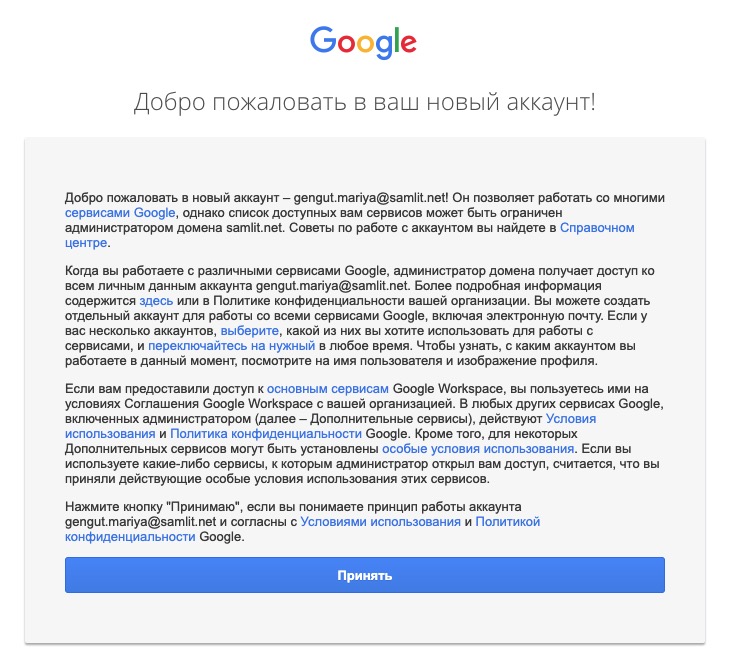 Google
Добро пожаловать в ваш новый аккаунт!
Добро пожаловать в новый аккаунт – gengut.mariya@samlit.net! Он позволяет работать со многими
сервисами Google, однако список доступных вам сервисов может быть ограничен
администратором домена samlit.net. Советы по работе с аккаунтом вы найдете в Справочном
центре.
Когда вы работаете с различными сервисами Google, администратор домена получает доступ ко
всем личным данным аккаунта gengut.mariya@samlit.net. Более подробная информация
содержится здесь или в Политике конфиденциальности вашей организации. Вы можете создать
отдельный аккаунт для работы со всеми сервисами Google, включая электронную почту. Если у
вас несколько аккаунтов, выберите, какой из них вы хотите использовать для работы с
сервисами, и переключайтесь на нужный в любое время. Чтобы узнать, с каким аккаунтом вы
работаете в данный момент, посмотрите на имя пользователя и изображение профиля.
Если вам предоставили доступ к основным сервисам Google Workspace, вы пользуетесь ими на
условиях Соглашения Google Workspace с вашей организацией. В любых других сервисах Google,
включенных администратором (далее – Дополнительные сервисы), действуют Условия
использования и Политика конфиденциальности Google. Кроме того, для некоторых
Дополнительных сервисов могут быть установлены особые условия использования. Если вы
используете какие-либо сервисы, к которым администратор открыл вам доступ, считается, что вы
приняли действующие особые условия использования этих сервисов.
Нажмите кнопку "Принимаю", если вы понимаете принцип работы аккаунта
gengut.mariya@samlit.net и согласны с Условиями использования и Политикой
конфиденциальности Google.
Принять